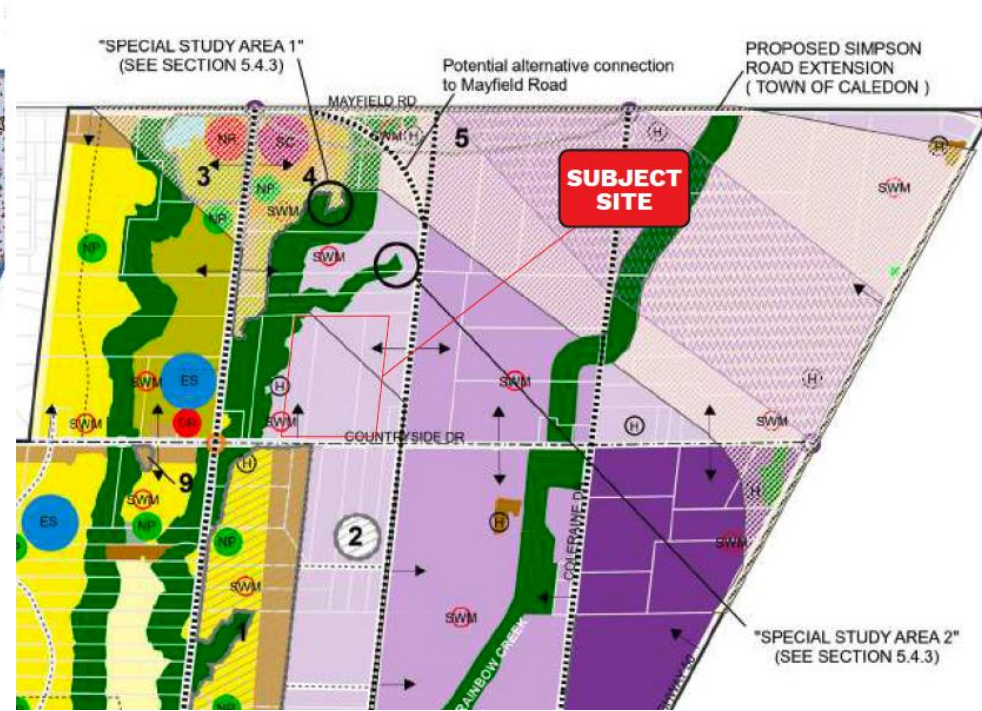 "SPECIAL STUDY AREA 1"
(SEE SECTION 5.4.3)
Potential alternative connection
to Mayfield Road
PROPOSED SIMPSON
ROAD EXTENSION
( TOWN OF CALEDON )
MAYFIELD RD
NR
SC
SWM
H
5
H
H
3
4
NP
SUBJECT
SITE
SWM
NP
SWM
NP
SWM
SWM
ES
SWM
H
H
SWM
SWM
SWM
H
SWM
COUNTRYSIDE DR
9
H
H
SWM
ES
NP
NP
2
H
SWM
COLERAINE D
SWM
SWM
1
"SPECIAL STUDY AREA 2"
(SEE SECTION 5.4.3)
RAINBOW CREEK
NP